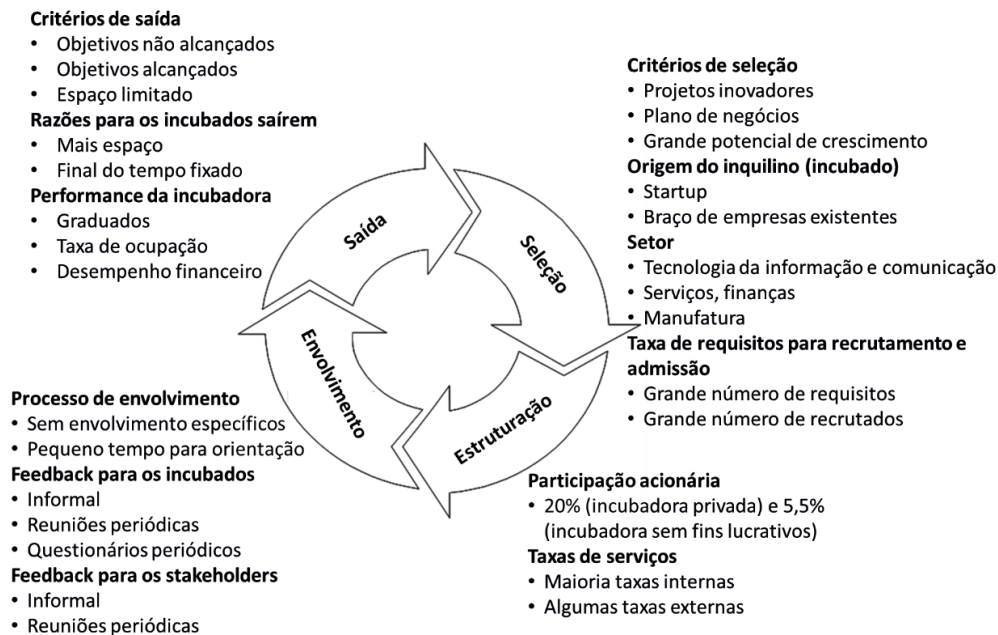 Critérios de saída
• Objetivos não alcançados
• Objetivos alcançados
• Espaço limitado
Razões para os incubados saírem
• Mais espaço
• Final do tempo fixado
Performance da incubadora
• Graduados
• Taxa de ocupação
• Desempenho financeiro
Critérios de seleção
• Projetos inovadores
• Plano de negócios
• Grande potencial de crescimento
Origem do inquilino (incubado)
• Startup
• Braço de empresas existentes
Setor
• Tecnologia da informação e comunicação
• Serviços, finanças
• Manufatura
Taxa de requisitos para recrutamento e
admissão
• Grande número de requisitos
• Grande número de recrutados
Saída
Seleção
Envolvimento
Estruturação
Processo de envolvimento
• Sem envolvimento específicos
• Pequeno tempo para orientação
Feedback para os incubados
• Informal
• Reuniões periódicas
• Questionários periódicos
Feedback para os stakeholders
• Informal
• Reuniões periódicas
Participação acionária
• 20% (incubadora privada) e 5,5%
(incubadora sem fins lucrativos)
Taxas de serviços
• Maioria taxas internas
• Algumas taxas externas